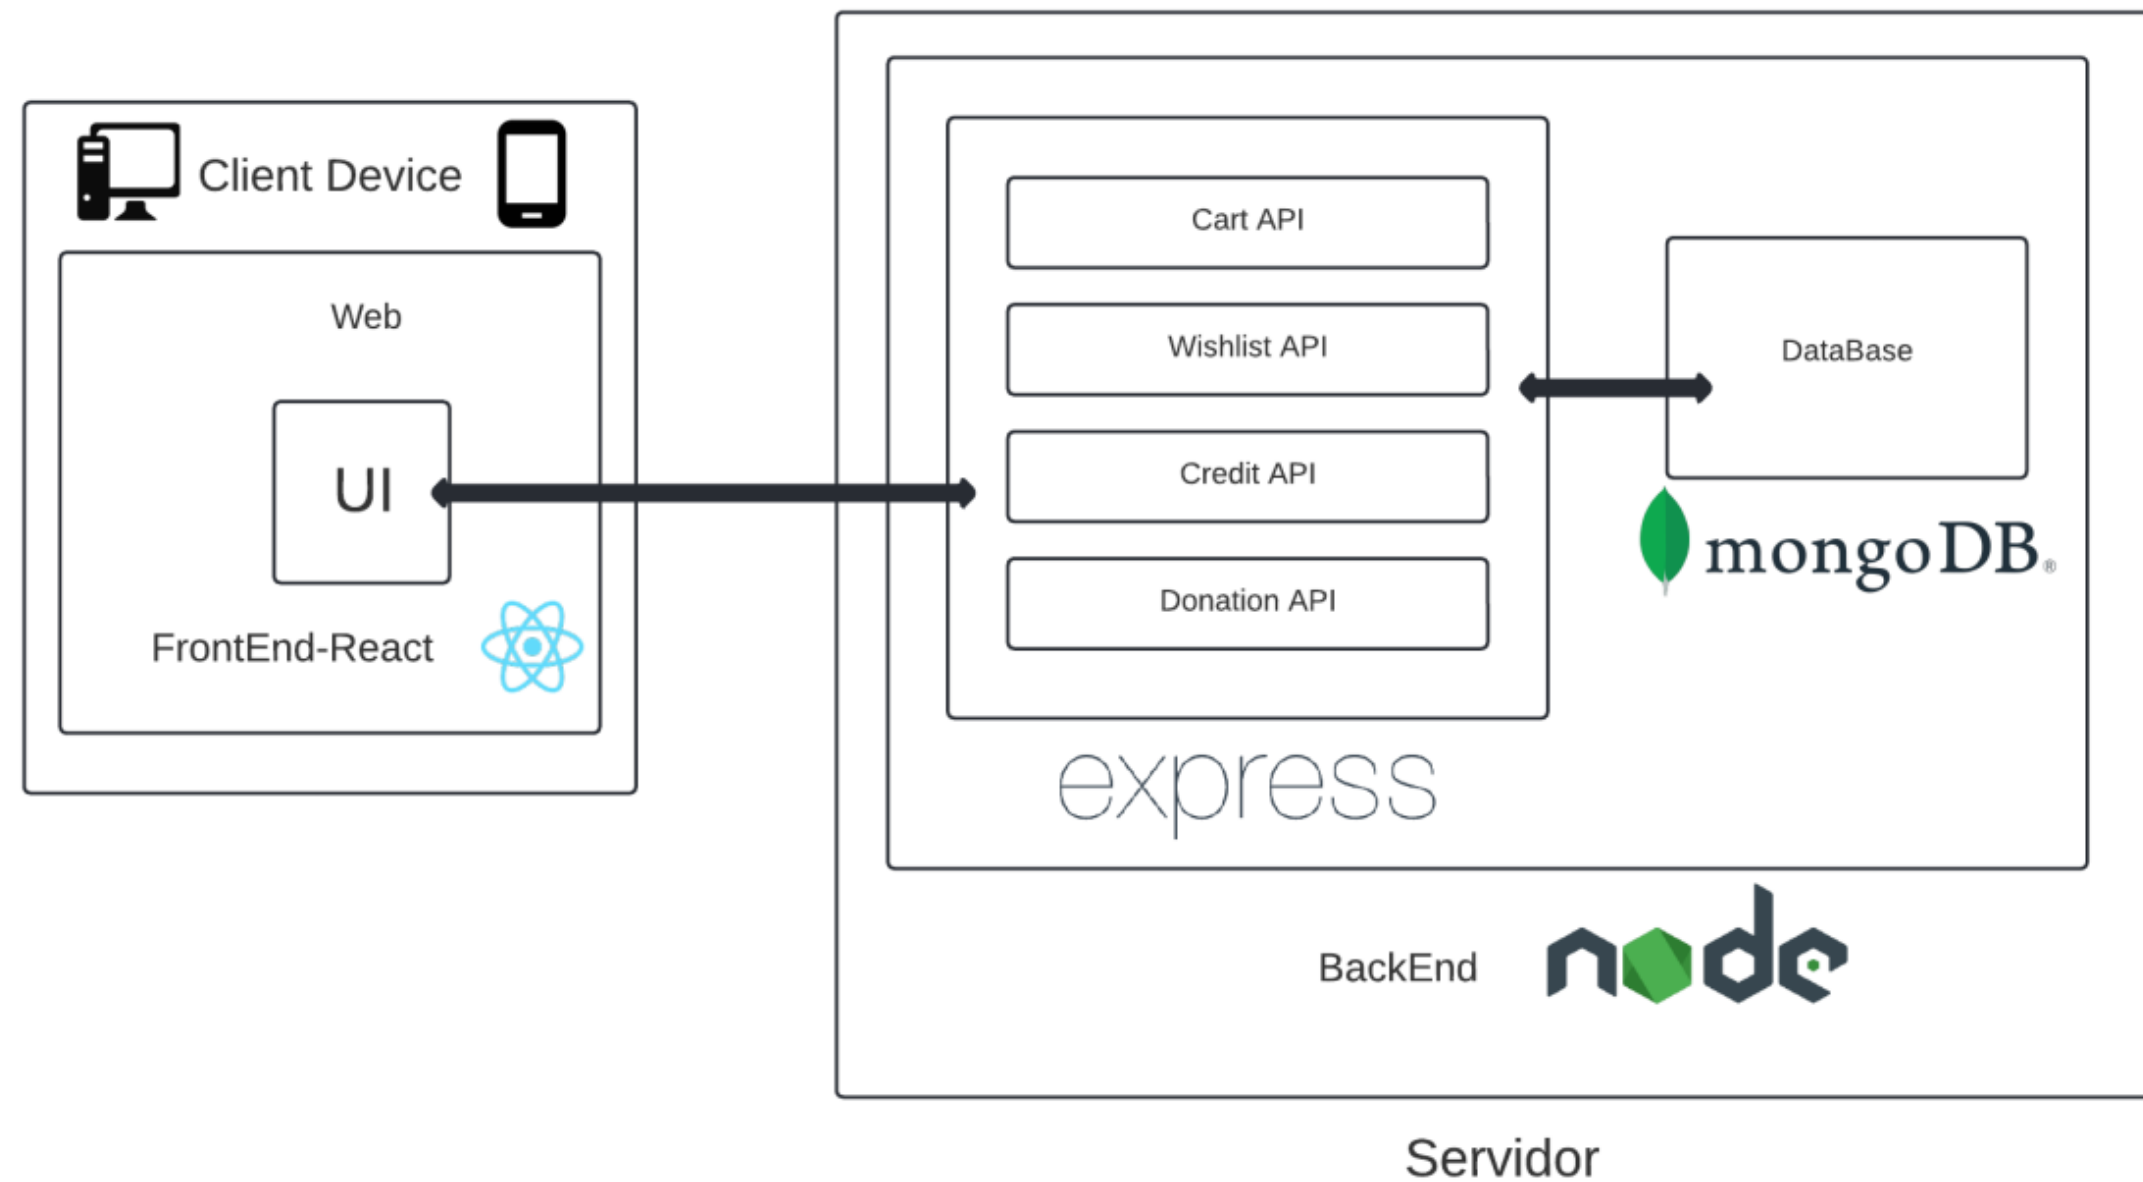 Client Device
Web
UI
FrontEnd-React
Cart API
Wishlist API
Credit API
Donation API
express
DataBase
mongoDB®
BackEnd
node
Servidor